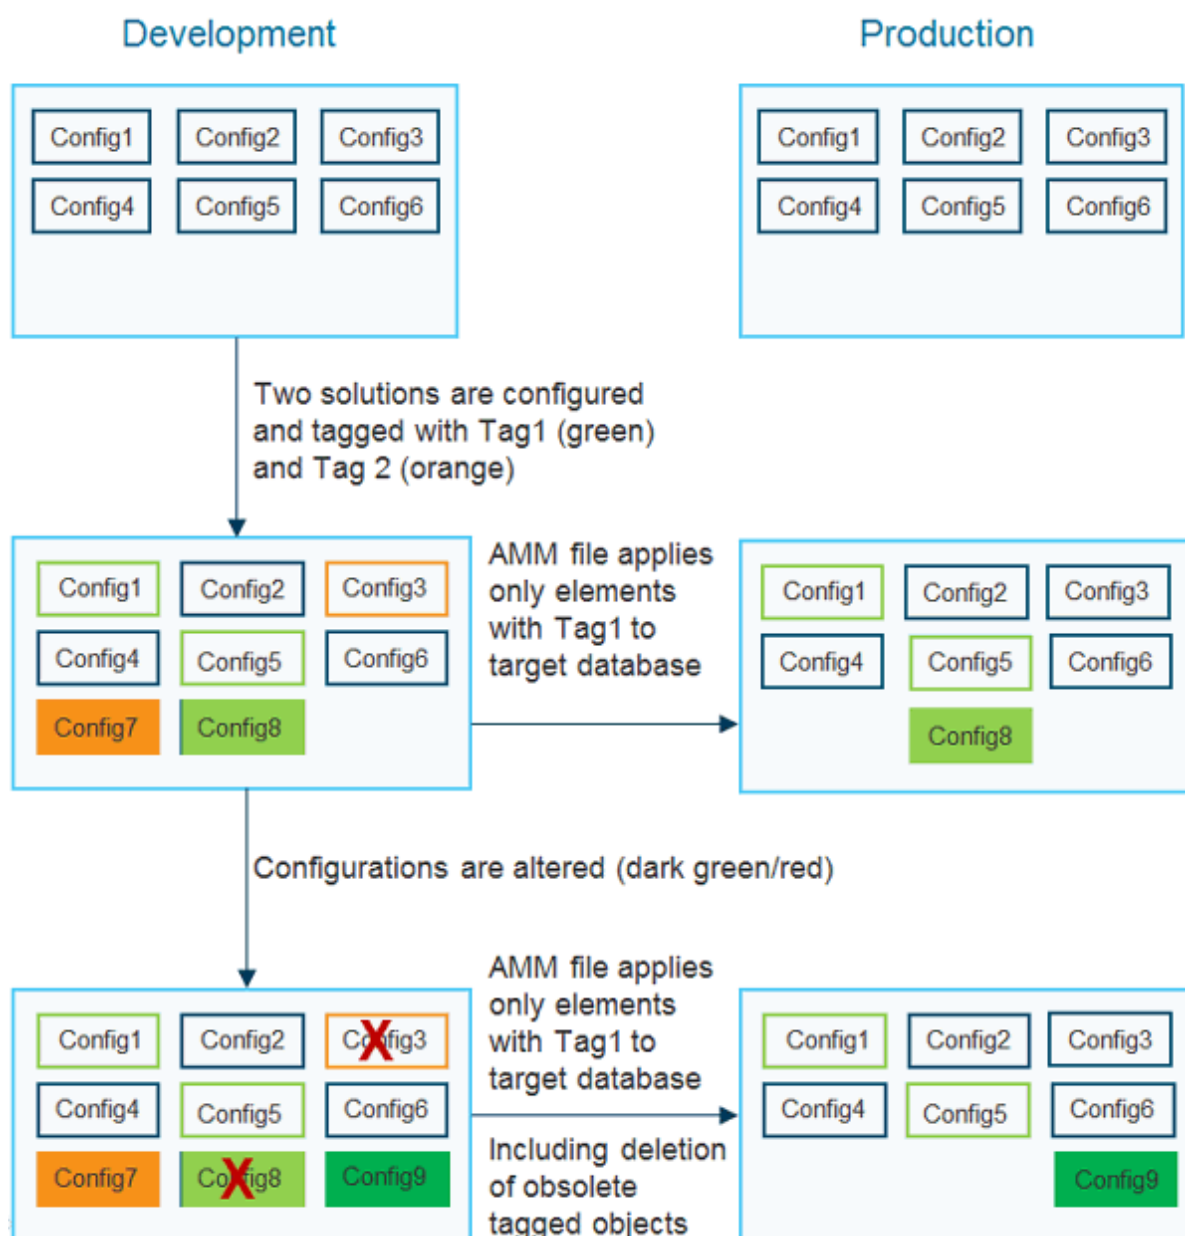 Development
Production
Config1 Config2 Config3
Config4 Config5 Config6
Config1 Config2 Config3
Config4 Config5 Config6
Two solutions are configured
and tagged with Tag1 (green)
and Tag 2 (orange)
Config1 Config2 Config3
Config4 Config5 Config6
Config7 Config8
AMM file applies
only elements
with Tag1 to
target database
Config1 Config2 Config3
Config4 Config5 Config6
Config8
Configurations are altered (dark green/red)
Config1 Config2 Config3
Config4 Config5 Config6
Config7 Config8 Config9
AMM file applies
only elements
with Tag1 to
target database
Including deletion
of obsolete
tagged objects
Config1 Config2 Config3
Config4 Config5 Config6
Config9